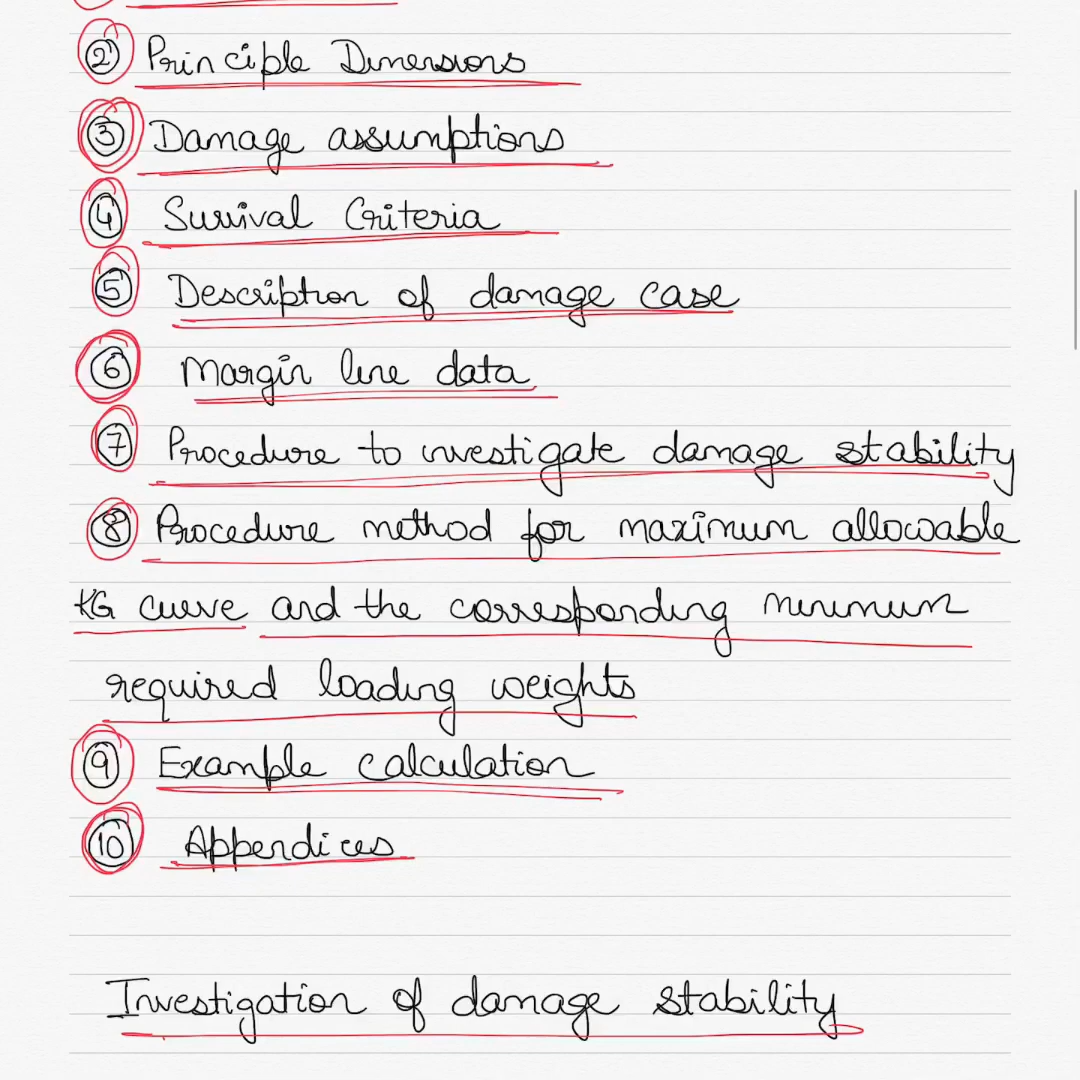 ② Principle Dimensions
③ Damage assumptions
④ Survival Criteria
⑤ Description of damage case
⑥ Margin line data
⑦ Procedure to investigate damage stability
⑧ Procedure method for maximum allowable
KG curve and the corresponding minimum
required loading weights
⑨ Example calculation
⑩ Appendices
Investigation of damage stability